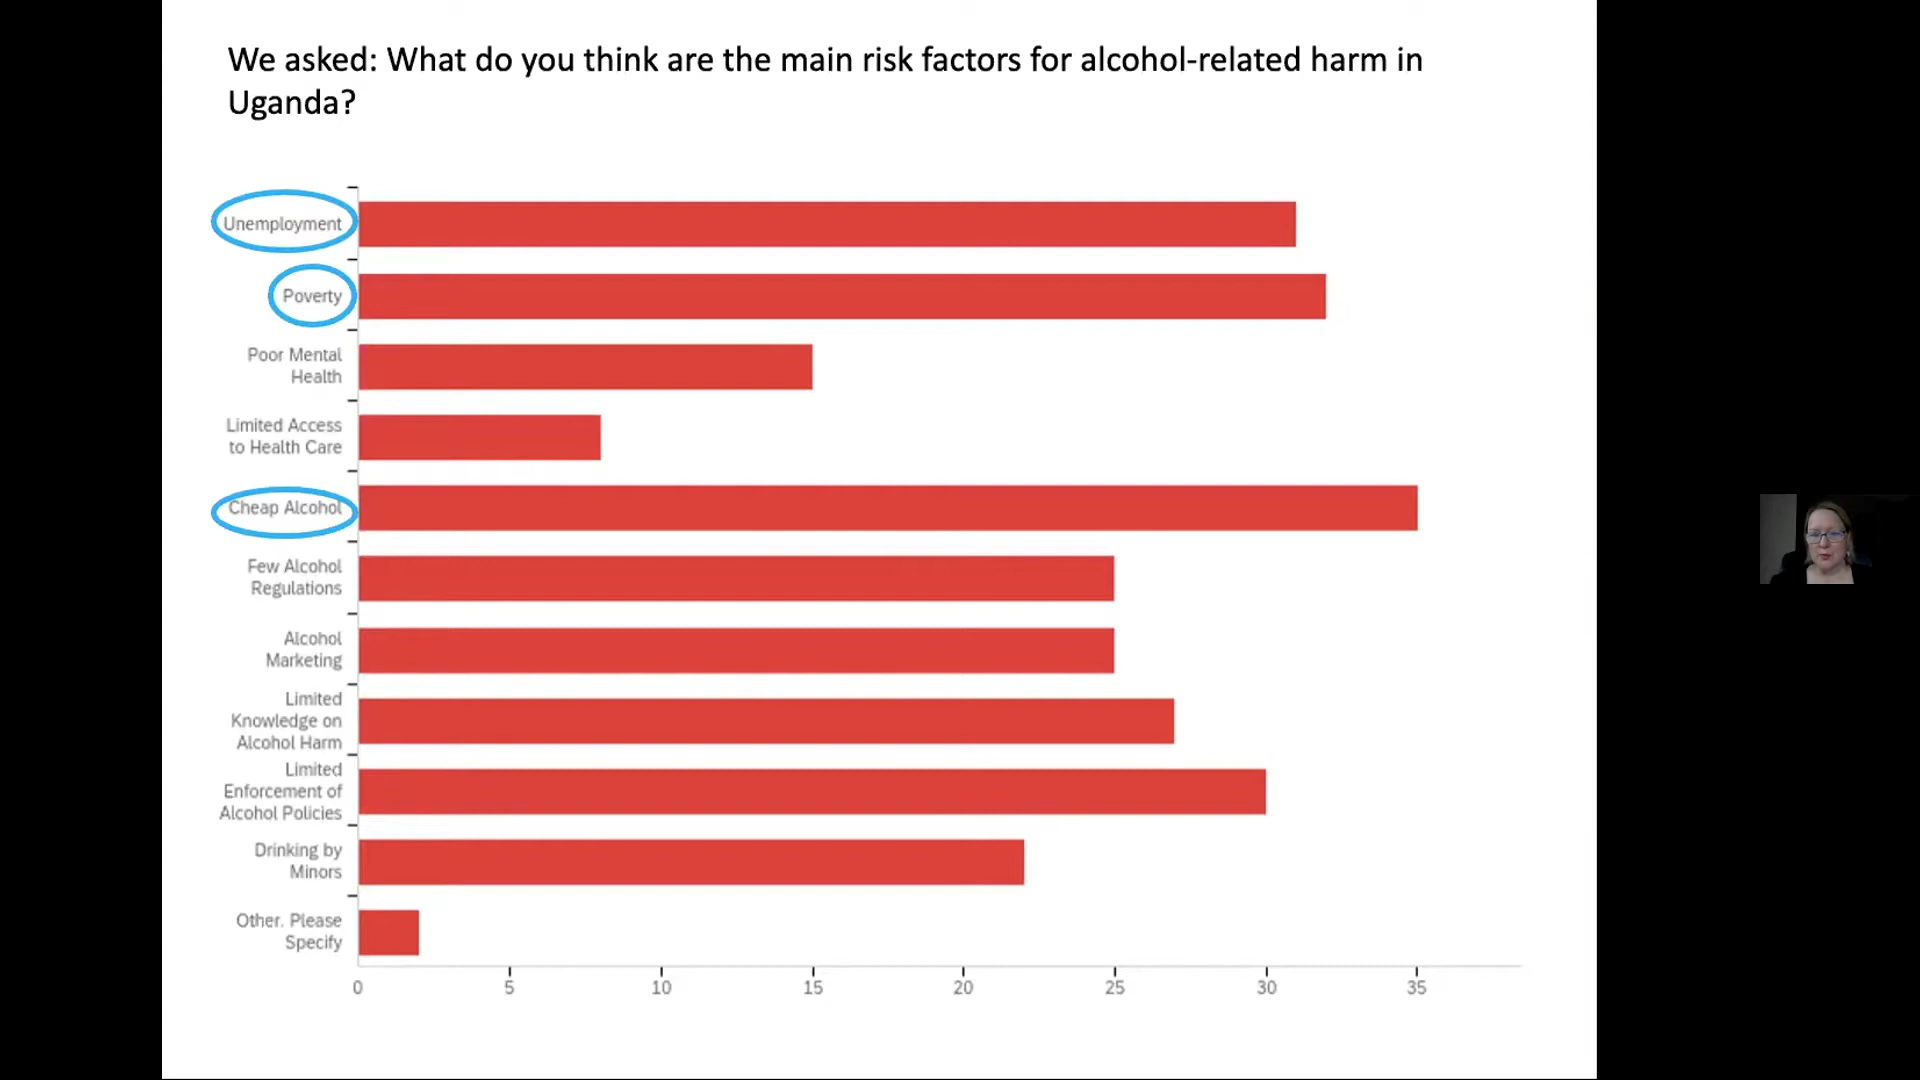 We asked: What do you think are the main risk factors for alcohol-related harm in
Uganda?
Unemployment
Poverty
Poor Mental
Health
Limited Access
to Health Care
Cheap Alcohol
Few Alcohol
Regulations
Alcohol
Marketing
Limited
Knowledge on
Alcohol Harm
Limited
Enforcement of
Alcohol Policies
Drinking by
Minors
Other. Please
Specify
0 5 10 15 20 25 30 35